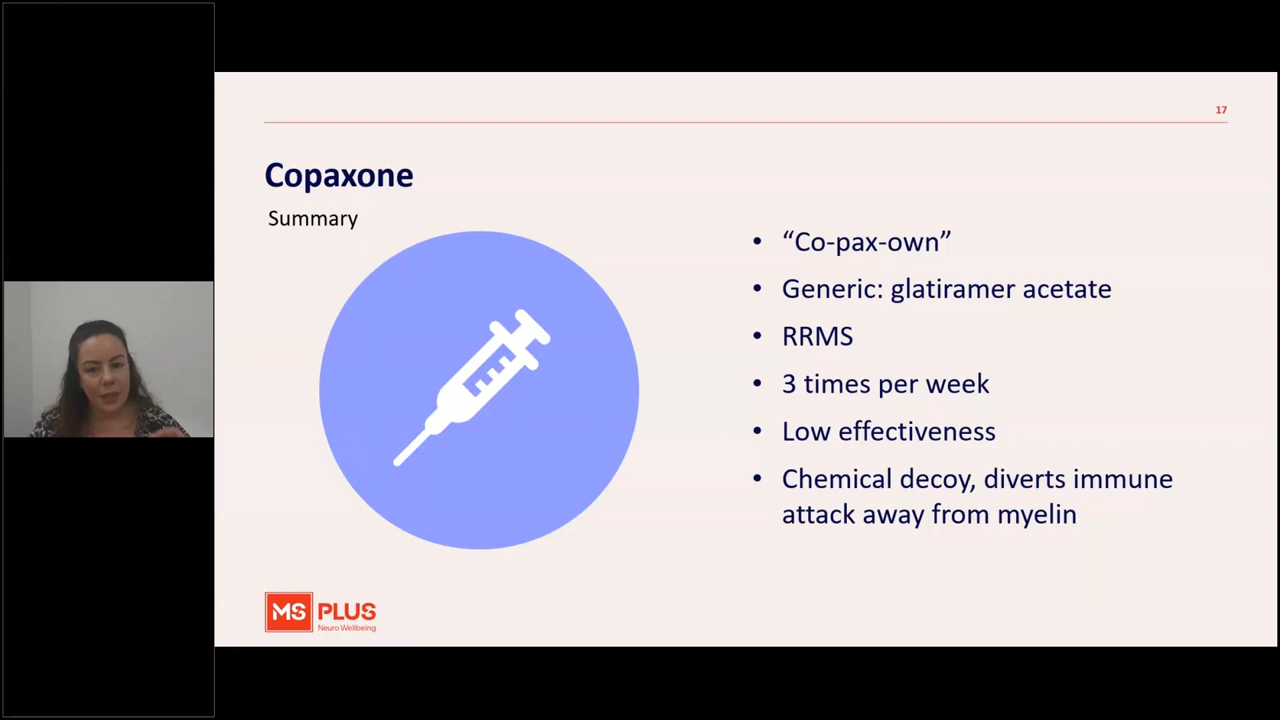 17
Copaxone
Summary
• “Co-pax-own”
• Generic: glatiramer acetate
• RRMS
• 3 times per week
• Low effectiveness
• Chemical decoy, diverts immune
attack away from myelin
MS PLUS
Neuro Wellbeing